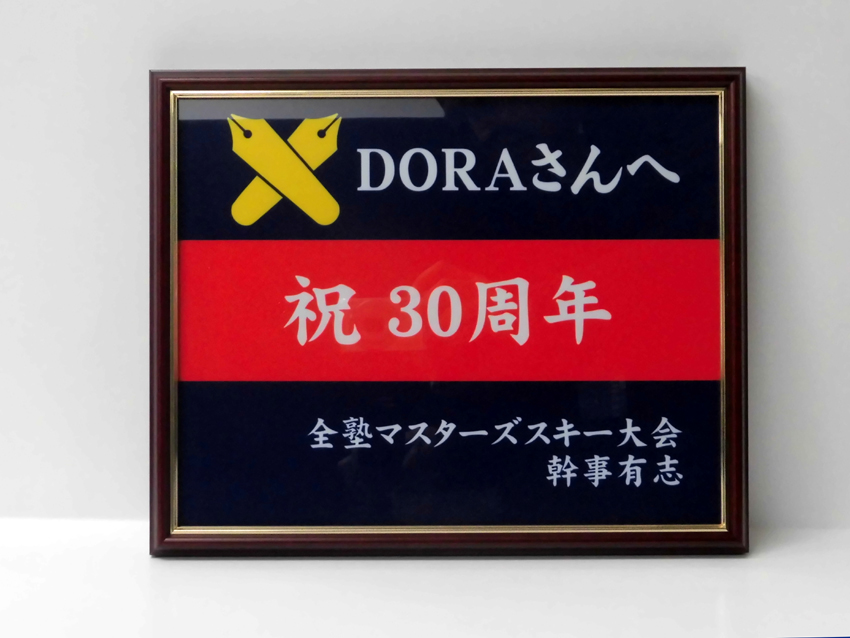 DORAさんへ
祝 30周年
全塾マスターズスキー大会
幹事有志